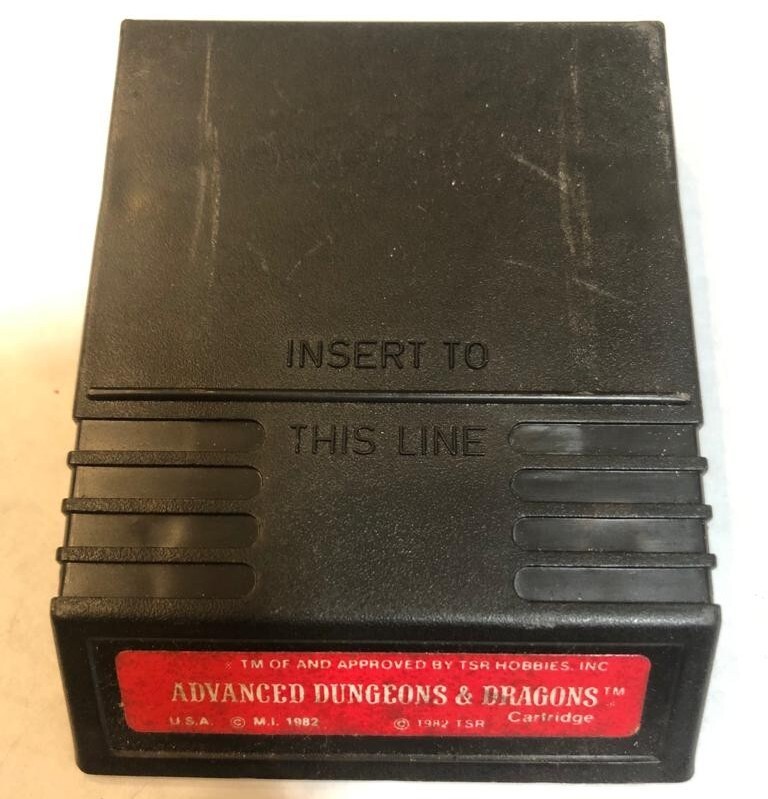 INSERT TO
THIS LINE
TM OF AND APPROVED BY TSR HOBBIES, INC
ADVANCED DUNGEONS & DRAGONS™
U.S.A. © M.I. 1982 © 1982 TSR Cartridge